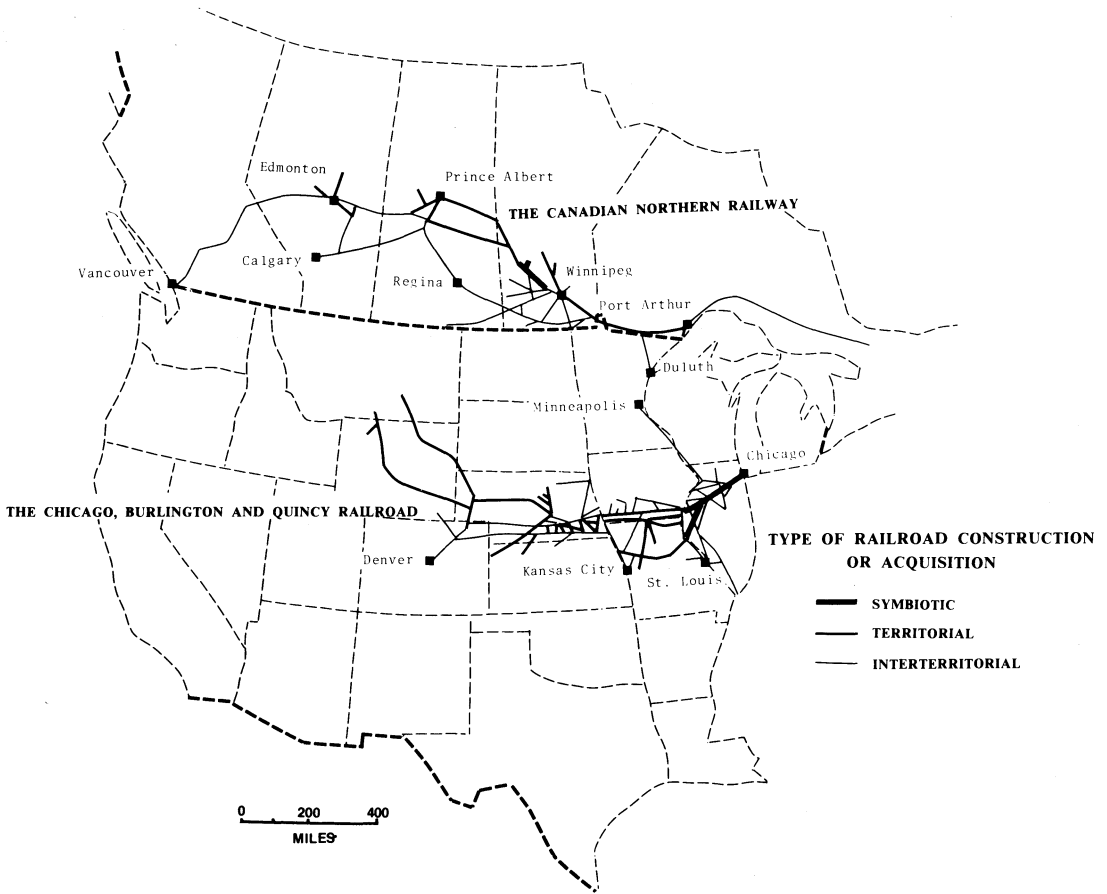 Edmonton
Prince Albert
THE CANADIAN NORTHERN RAILWAY
Vancouver
Calgary
Regina
Winnipeg
Port Arthur
Duluth
Minneapolis
Chicago
THE CHICAGO, BURLINGTON AND QUINCY RAILROAD
Denver
Kansas City
St. Louis
TYPE OF RAILROAD CONSTRUCTION
OR ACQUISITION
SYMBIOTIC
TERRITORIAL
INTERTERRITORIAL
0 200 400
MILES